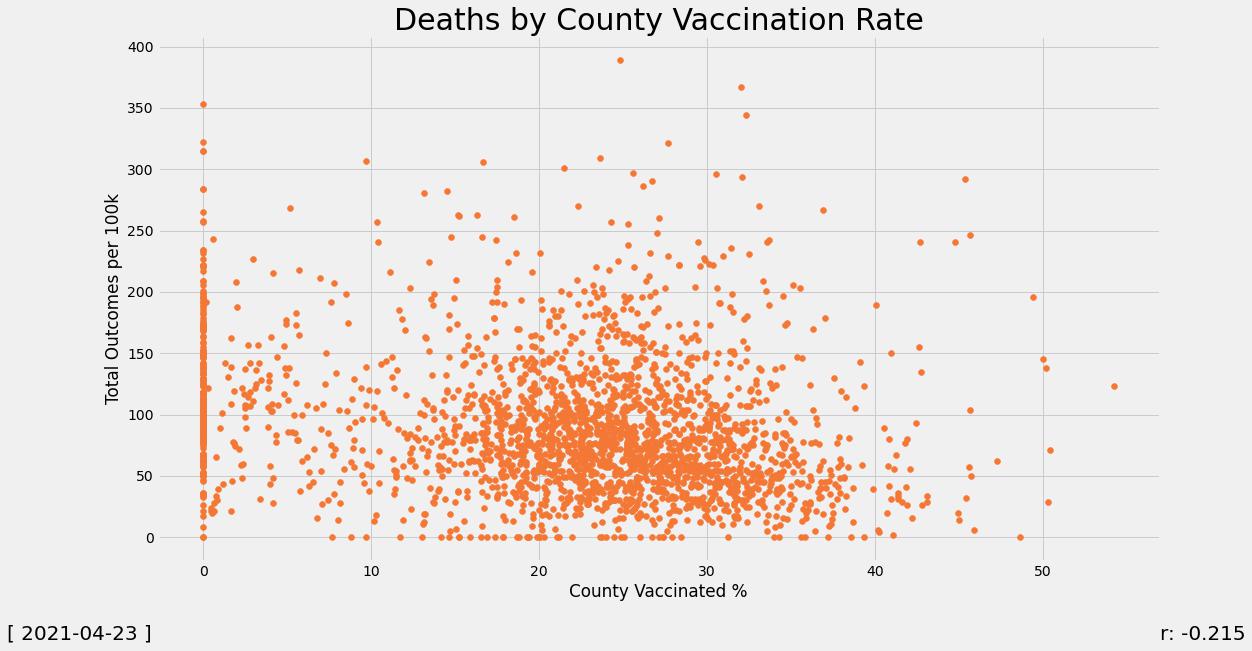 Deaths by County Vaccination Rate
400
350
300
250
200
150
100
50
0
Total Outcomes per 100k
0 10 20 30 40 50
County Vaccinated %
[ 2021-04-23 ]
r: -0.215